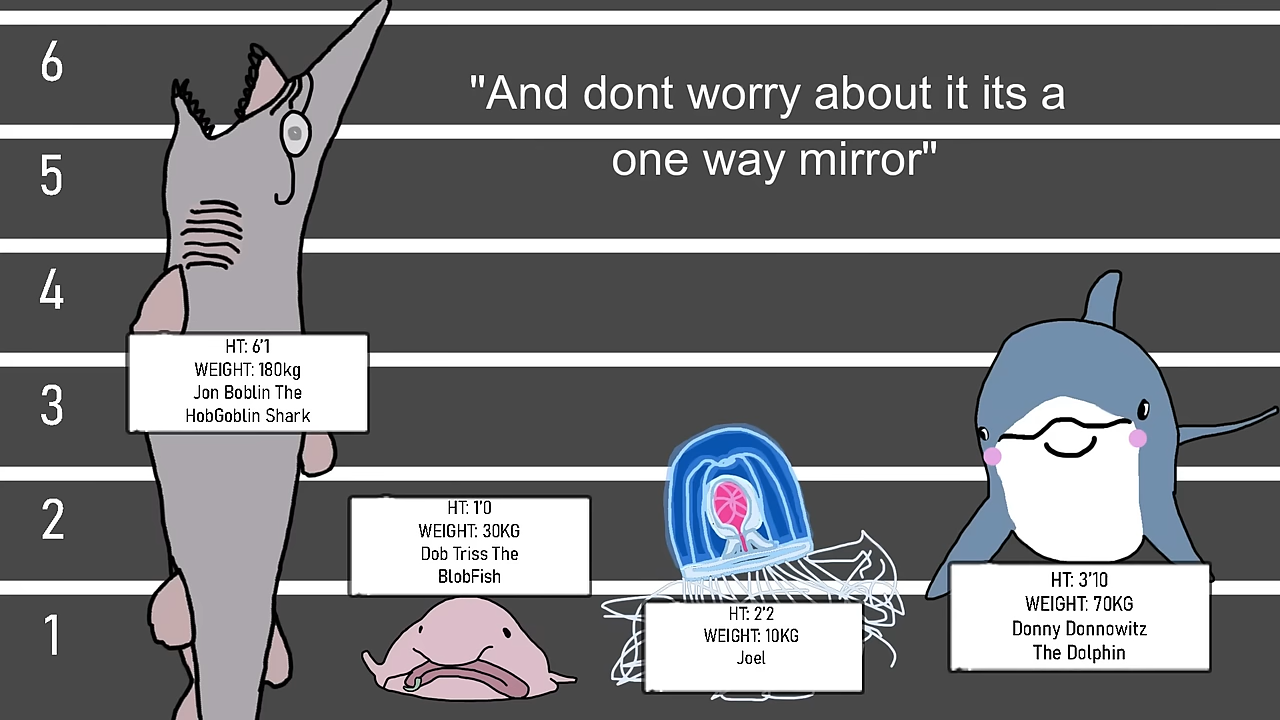 "And dont worry about it its a
one way mirror"
6
5
4
3
2
1
HT: 6'1
WEIGHT: 180kg
Jon Boblin The
HobGoblin Shark
HT: 1'0
WEIGHT: 30KG
Dob Triss The
BlobFish
HT: 2'2
WEIGHT: 10KG
Joel
HT: 3'10
WEIGHT: 70KG
Donny Donnowitz
The Dolphin